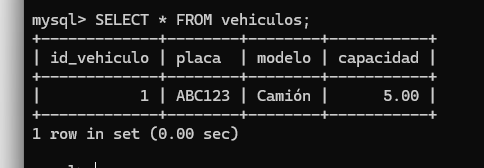 mysql> SELECT * FROM vehiculos;
+-------------+--------+--------+-----------+
| id_vehiculo | placa  | modelo | capacidad |
+-------------+--------+--------+-----------+
|           1 | ABC123 | Camión |      5.00 |
+-------------+--------+--------+-----------+
1 row in set (0.00 sec)